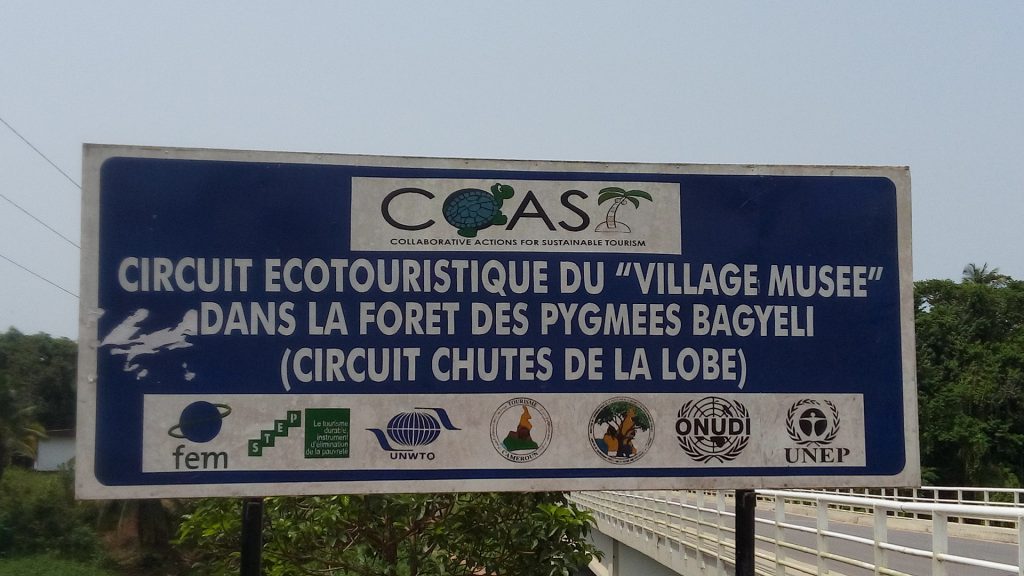 COAST
COLLABORATIVE ACTIONS FOR SUSTAINABLE TOURISM
CIRCUIT ECOTOURISTIQUE DU “VILLAGE MUSEE”
DANS LA FORET DES PYGMEES BAGYELI
(CIRCUIT CHUTES DE LA LOBE)
fem
STEP
Le tourisme
durable,
instrument
d'élimination
de la pauvreté
UNWTO
TOURISME
CAMEROUN
ONUDI
UNEP